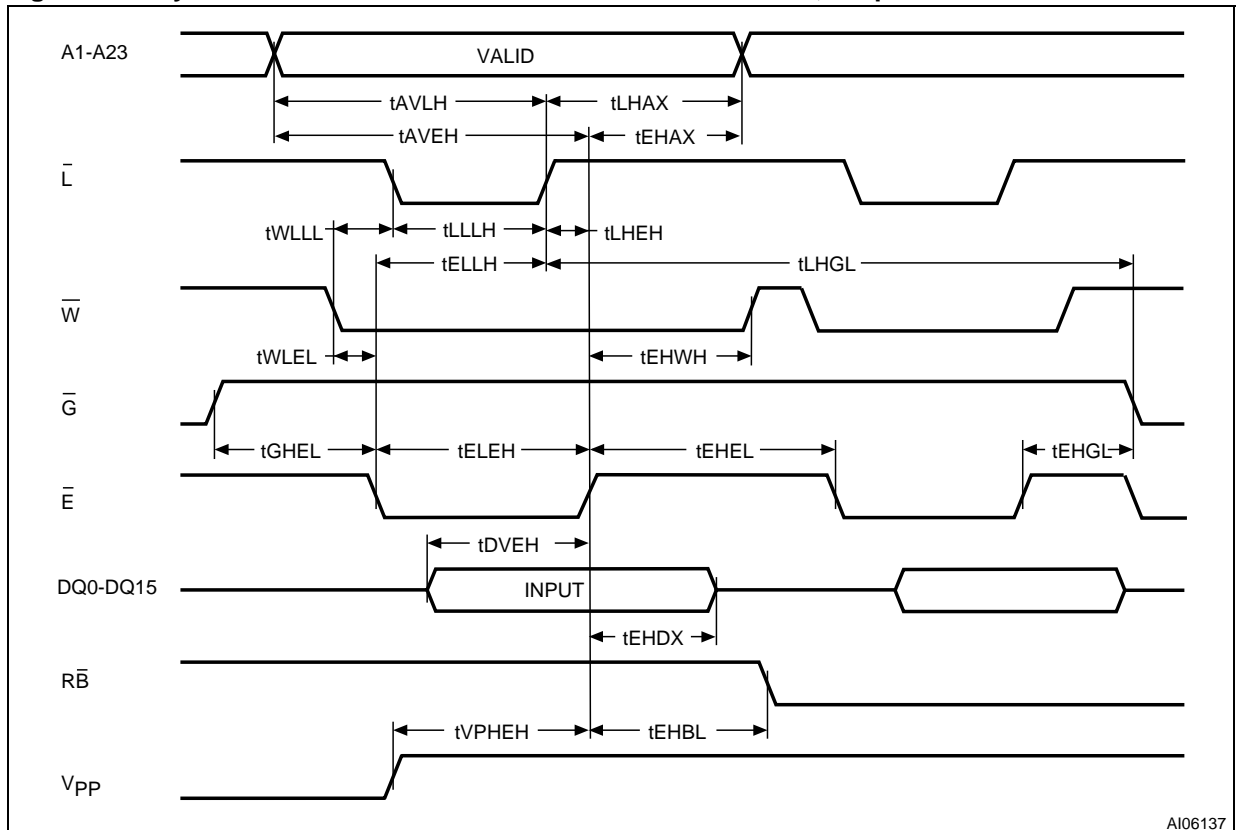 A1-A23
VALID
tAVLH
tLHAX
tAVEH
tEHAX
L̅
tWLLL
tLLLH
tLHEH
tELLH
tLHGL
W̅
tWLEL
tEHWH
G̅
tGHEL
tELEH
tEHEL
tEHGL
E̅
tDVEH
DQ0-DQ15
INPUT
tEHDX
RB̅
tVPHEH
tEHBL
VPP
AI06137